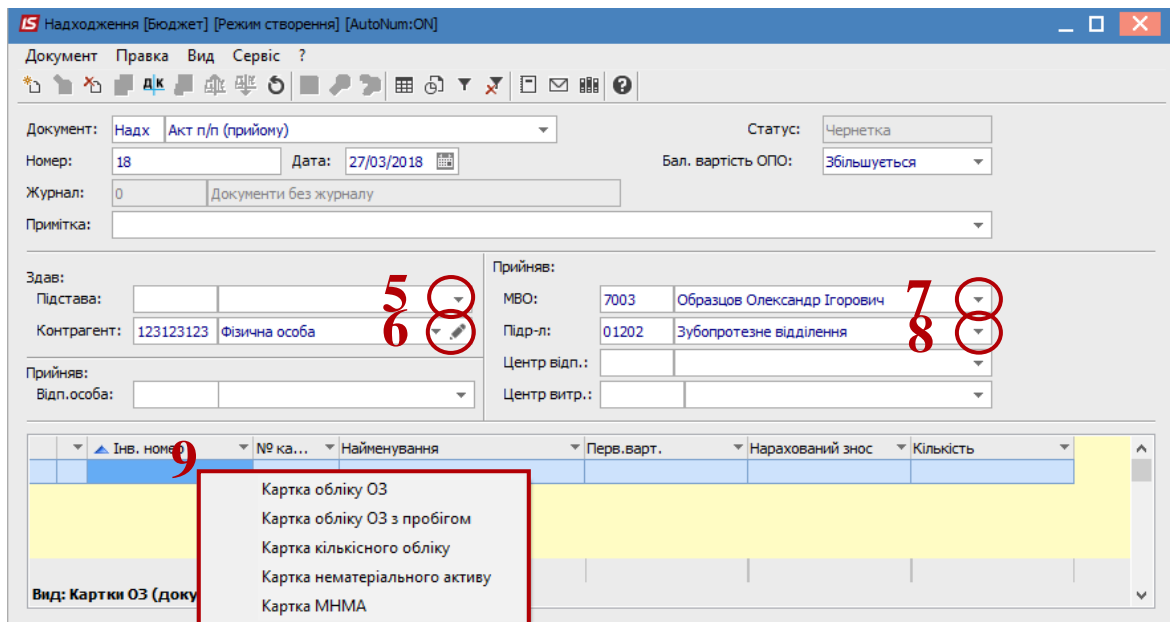 Надходження [Бюджет] [Режим створення] [AutoNum:ON]
Документ Правка Вид Сервіс ?
Документ: Надх Акт п/п (прийому) Статус: Чернетка
Номер: 18 Дата: 27/03/2018 Бал. вартість ОПО: Збільшується
Журнал: 0 Документи без журналу
Примітка:
Здав: Прийняв:
Підстава: 5 МВО: 7003 Образцов Олександр Ігорович 7
Контрагент: 123123123 Фізична особа 6 Підр-л: 01202 Зубопротезне відділення 8
Центр відп.:
Прийняв:
Відп.особа: Центр витр.:
Інв. номер 9 № ка... Найменування Перв.варт. Нарахований знос Кількість
Картка обліку ОЗ
Картка обліку ОЗ з пробігом
Картка кількісного обліку
Картка нематеріального активу
Вид: Картки ОЗ (доку
Картка МНМА